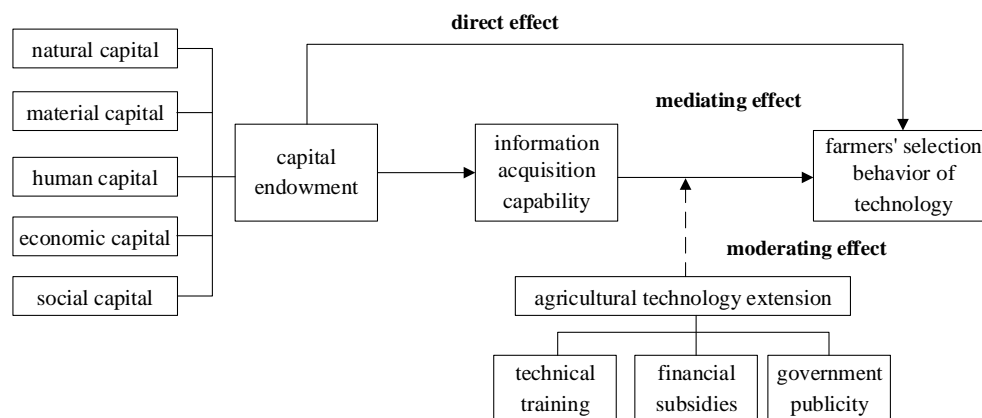 direct effect
natural capital
material capital
human capital
economic capital
social capital
capital
endowment
information
acquisition
capability
mediating effect
farmers' selection
behavior of
technology
moderating effect
agricultural technology extension
technical
training
financial
subsidies
government
publicity